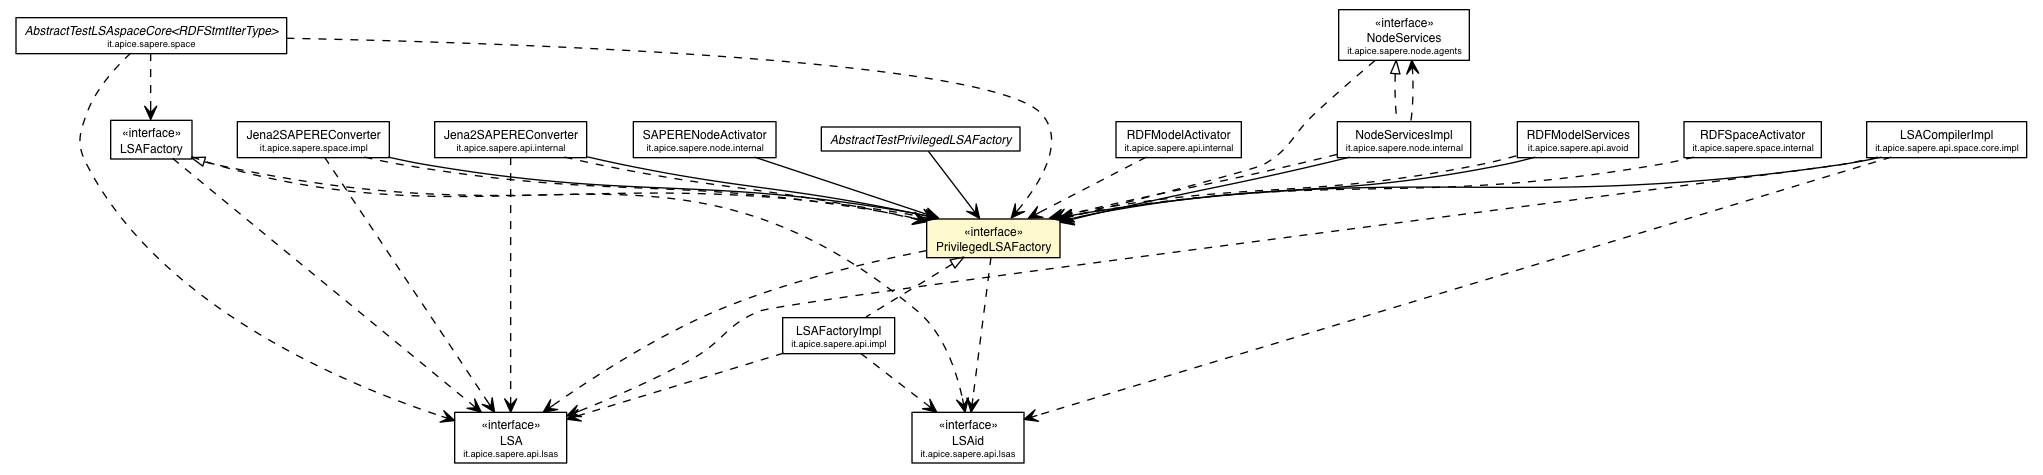 AbstractTestLSAspaceCore<RDFStmtIterType>
it.apice.sapere.space
«interface»
NodeServices
it.apice.sapere.node.agents
«interface»
LSAFactory
Jena2SAPEREConverter
it.apice.sapere.space.impl
Jena2SAPEREConverter
it.apice.sapere.api.internal
SAPERENodeActivator
it.apice.sapere.node.internal
AbstractTestPrivilegedLSAFactory
RDFModelActivator
it.apice.sapere.api.internal
NodeServicesImpl
it.apice.sapere.node.internal
RDFModelServices
it.apice.sapere.api.avoid
RDFSpaceActivator
it.apice.sapere.space.internal
LSACompilerImpl
it.apice.sapere.api.space.core.impl
«interface»
PrivilegedLSAFactory
LSAFactoryImpl
it.apice.sapere.api.impl
«interface»
LSA
it.apice.sapere.api.lsas
«interface»
LSAid
it.apice.sapere.api.lsas